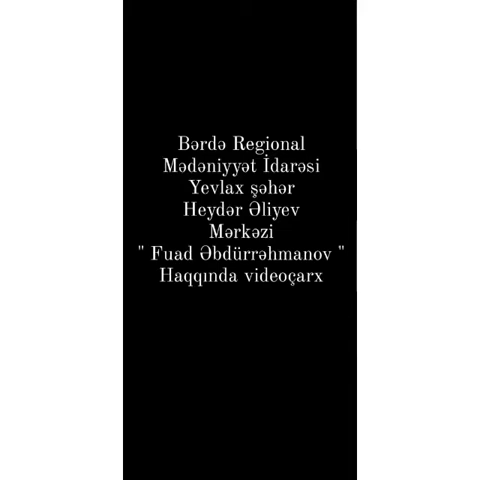 Bərdə Regional
Mədəniyyət İdarəsi
Yevlax şəhər
Heydər Əliyev
Mərkəzi
" Fuad Əbdürrəhmanov "
Haqqında videoçarx